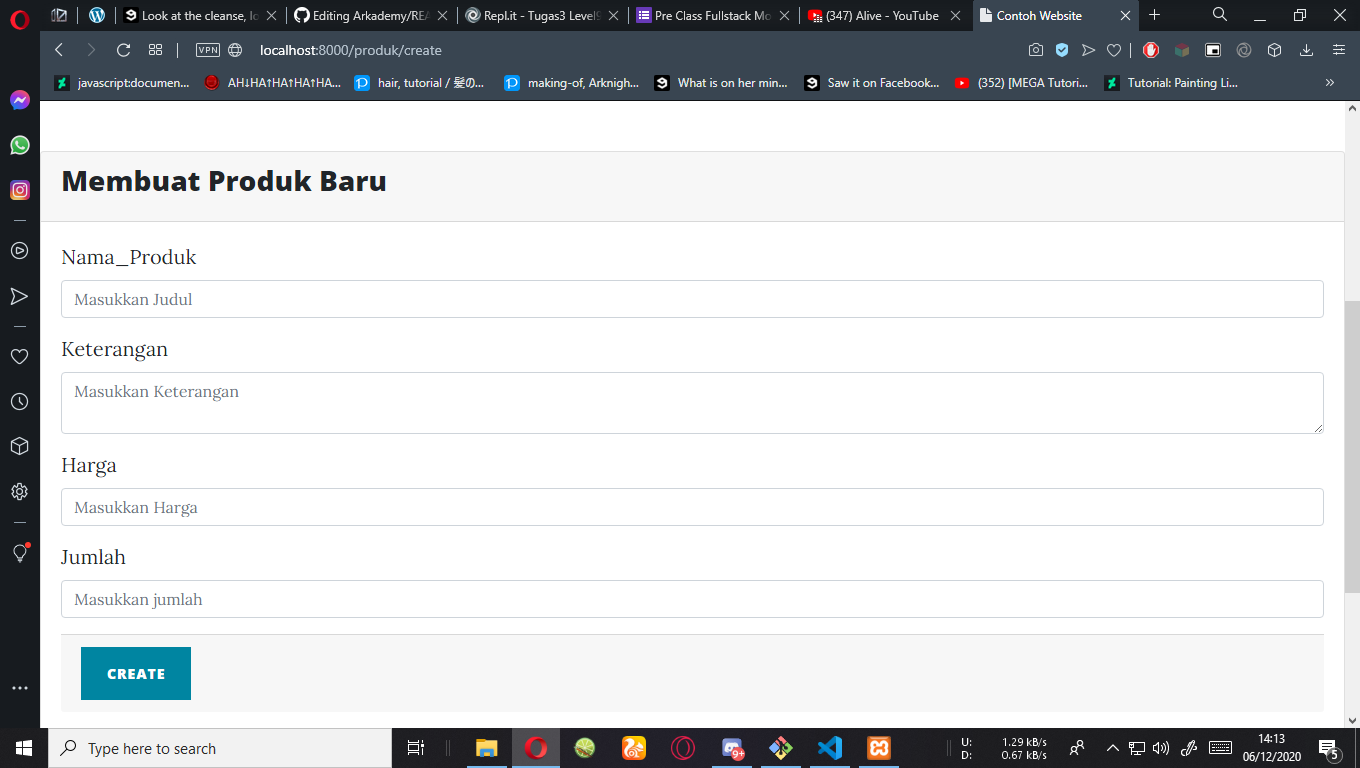 Look at the cleanse, lo
Editing Arkademy/REA
Repl.it - Tugas3 Level
Pre Class Fullstack Mo
(347) Alive - YouTube
Contoh Website
VPN
localhost:8000/produk/create
javascript:documen...
AH↓HA↑HA↑HA↑HA...
hair, tutorial / 髪の...
making-of, Arknigh...
What is on her min...
Saw it on Facebook...
(352) [MEGA Tutori...
Tutorial: Painting Li...
Membuat Produk Baru
Nama_Produk
Masukkan Judul
Keterangan
Masukkan Keterangan
Harga
Masukkan Harga
Jumlah
Masukkan jumlah
CREATE
Type here to search
9+
U: 1.29 kB/s
D: 0.67 kB/s
14:13
06/12/2020
5